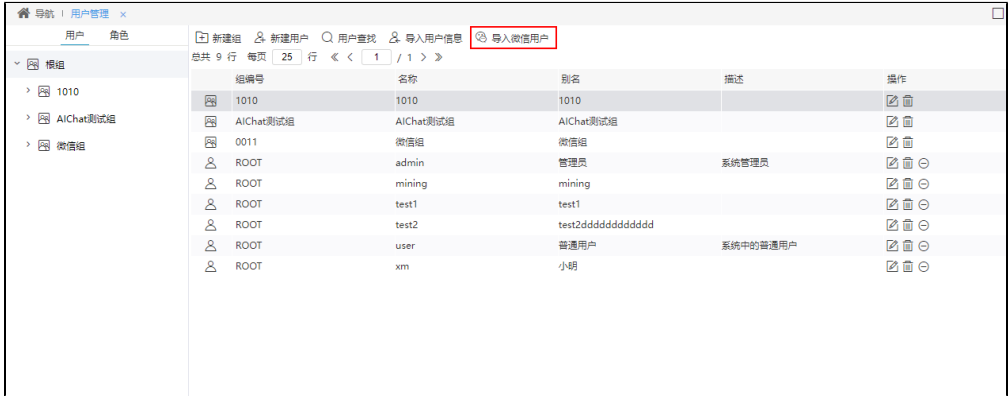 导航 用户管理 ×
用户 角色
新建组 新建用户 用户查找 导入用户信息 导入微信用户
总共 9 行 每页 25 行 1 / 1
根组
1010
AIChat测试组
微信组
组编号 名称 别名 描述 操作
1010 1010 1010
AIChat测试组 AIChat测试组 AIChat测试组
0011 微信组 微信组
ROOT admin 管理员 系统管理员
ROOT mining mining
ROOT test1 test1
ROOT test2 test2dddddddddddd
ROOT user 普通用户 系统中的普通用户
ROOT xm 小明